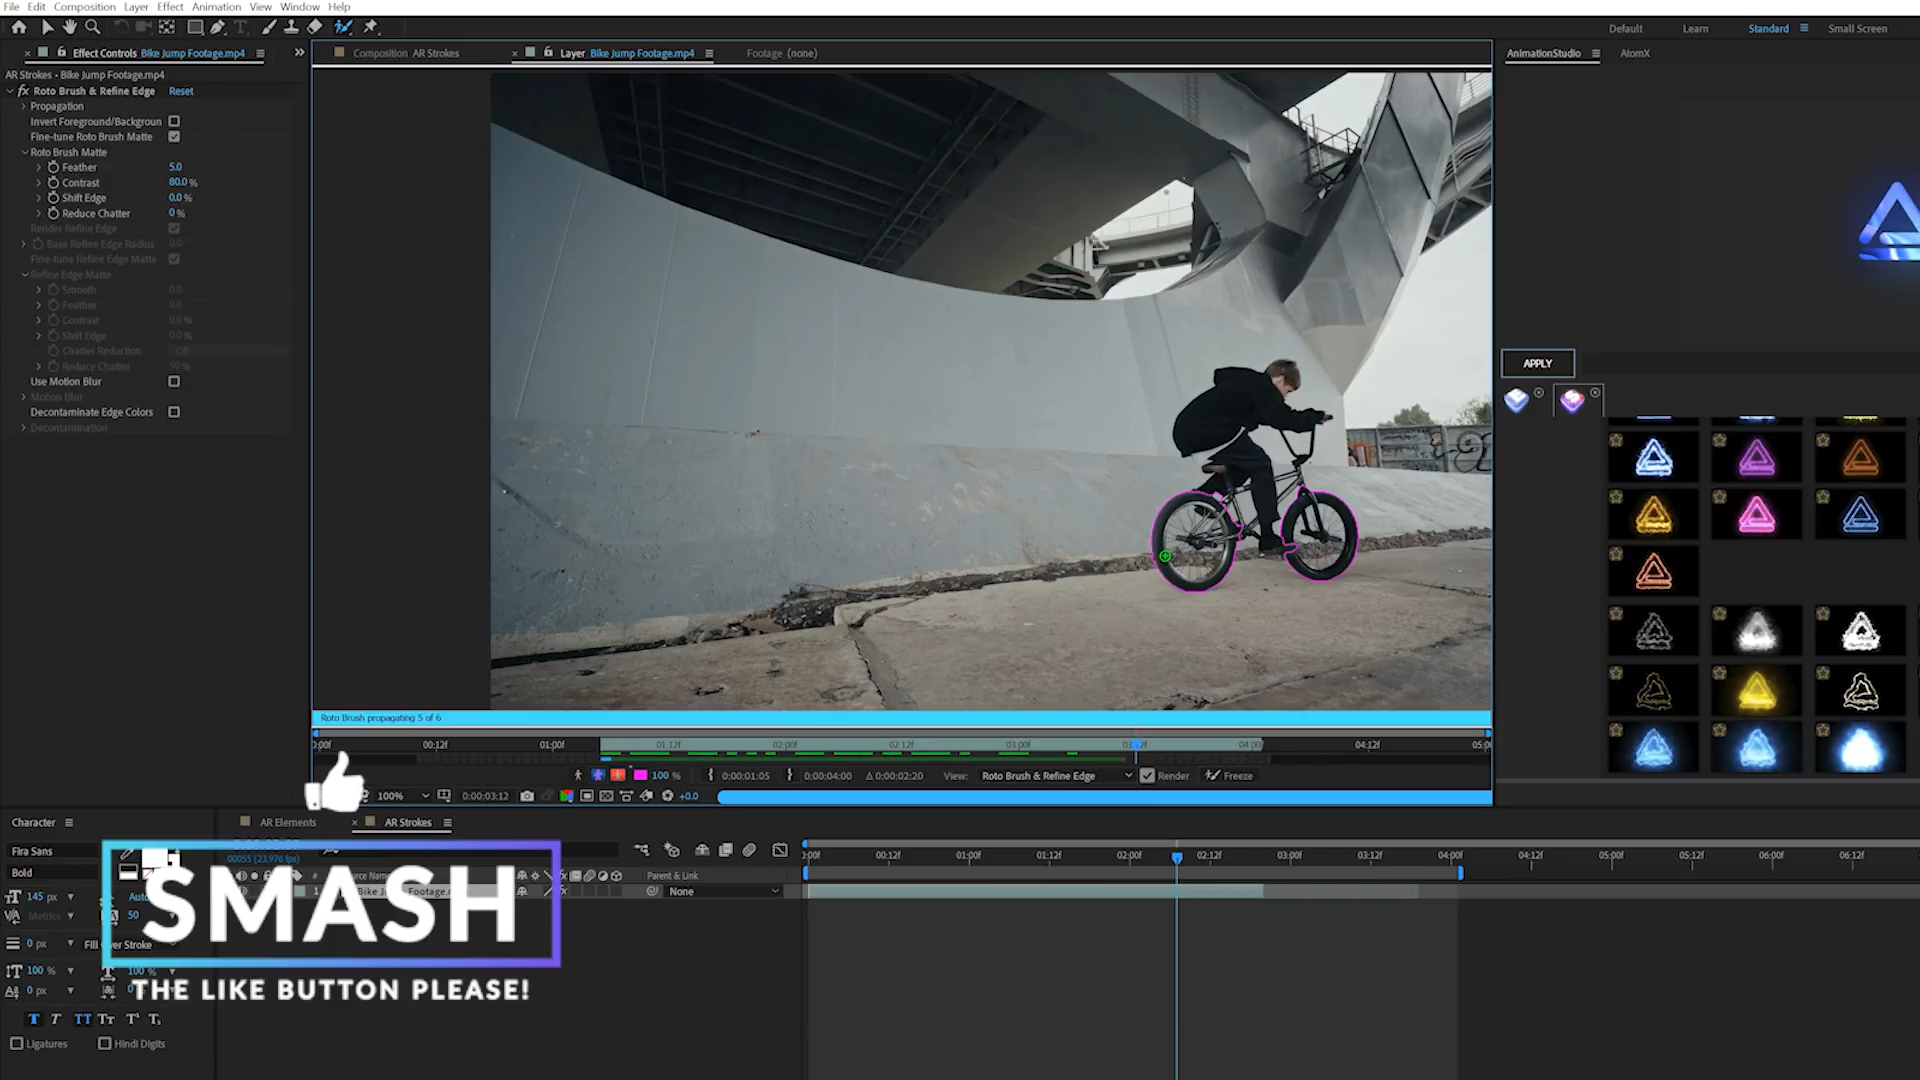 File Edit Composition Layer Effect Animation View Window Help
Default Learn Standard Small Screen
Effect Controls Bike Jump Footage.mp4
Composition AR Strokes
Layer Bike Jump Footage.mp4
Footage (none)
AnimationStudio AtomX
AR Strokes - Bike Jump Footage.mp4
fx Roto Brush & Refine Edge Reset
Propagation
Invert Foreground/Backgroun
Fine-tune Roto Brush Matte
Roto Brush Matte
Feather 5.0
Contrast 80.0 %
Shift Edge 0.0 %
Reduce Chatter 0 %
Render Refine Edge
Base Refine Edge Radius 0.0
Fine-tune Refine Edge Matte
Refine Edge Matte
Smooth 0.0
Feather 0.0
Contrast 0.0 %
Shift Edge 0.0 %
Chatter Reduction Off
Reduce Chatter 50 %
Use Motion Blur
Motion Blur
Decontaminate Edge Colors
Decontamination
APPLY
Roto Brush propagating 5 of 6
00:12f 01:00f 01:12f 02:00f 02:12f 03:00f 04:00 04:12f
100 % 0:00:01:05 0:00:04:00 Δ 0:00:02:20 View: Roto Brush & Refine Edge Render Freeze
100% 0:00:03:12 +0.0
Character
AR Elements AR Strokes
Fira Sans
Bold
00055 (23.976 fps)
# Source Name Parent & Link
1 Bike Jump Footage.m None
:00f 00:12f 01:00f 01:12f 02:00f 02:12f 03:00f 03:12f 04:00f 04:12f 05:00f 05:12f 06:00f 06:12f
145 px Auto
Metrics 50
0 px Fill Over Stroke
100 % 100 %
0 px
Ligatures Hindi Digits
SMASH
THE LIKE BUTTON PLEASE!